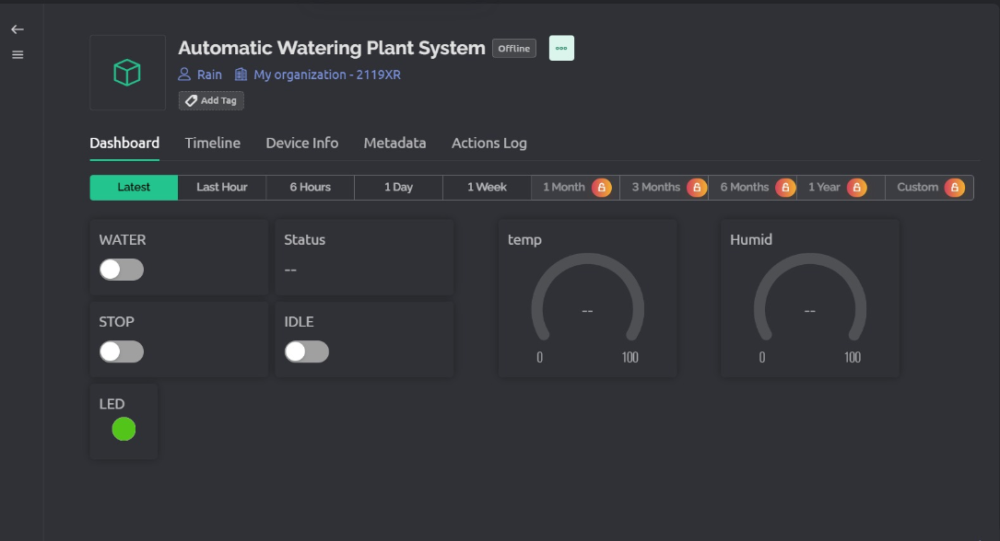 Automatic Watering Plant System Offline
Rain My organization - 2119XR
Add Tag
Dashboard Timeline Device Info Metadata Actions Log
Latest Last Hour 6 Hours 1 Day 1 Week 1 Month 3 Months 6 Months 1 Year Custom
WATER Status temp Humid
--
-- --
STOP IDLE
0 100 0 100
LED